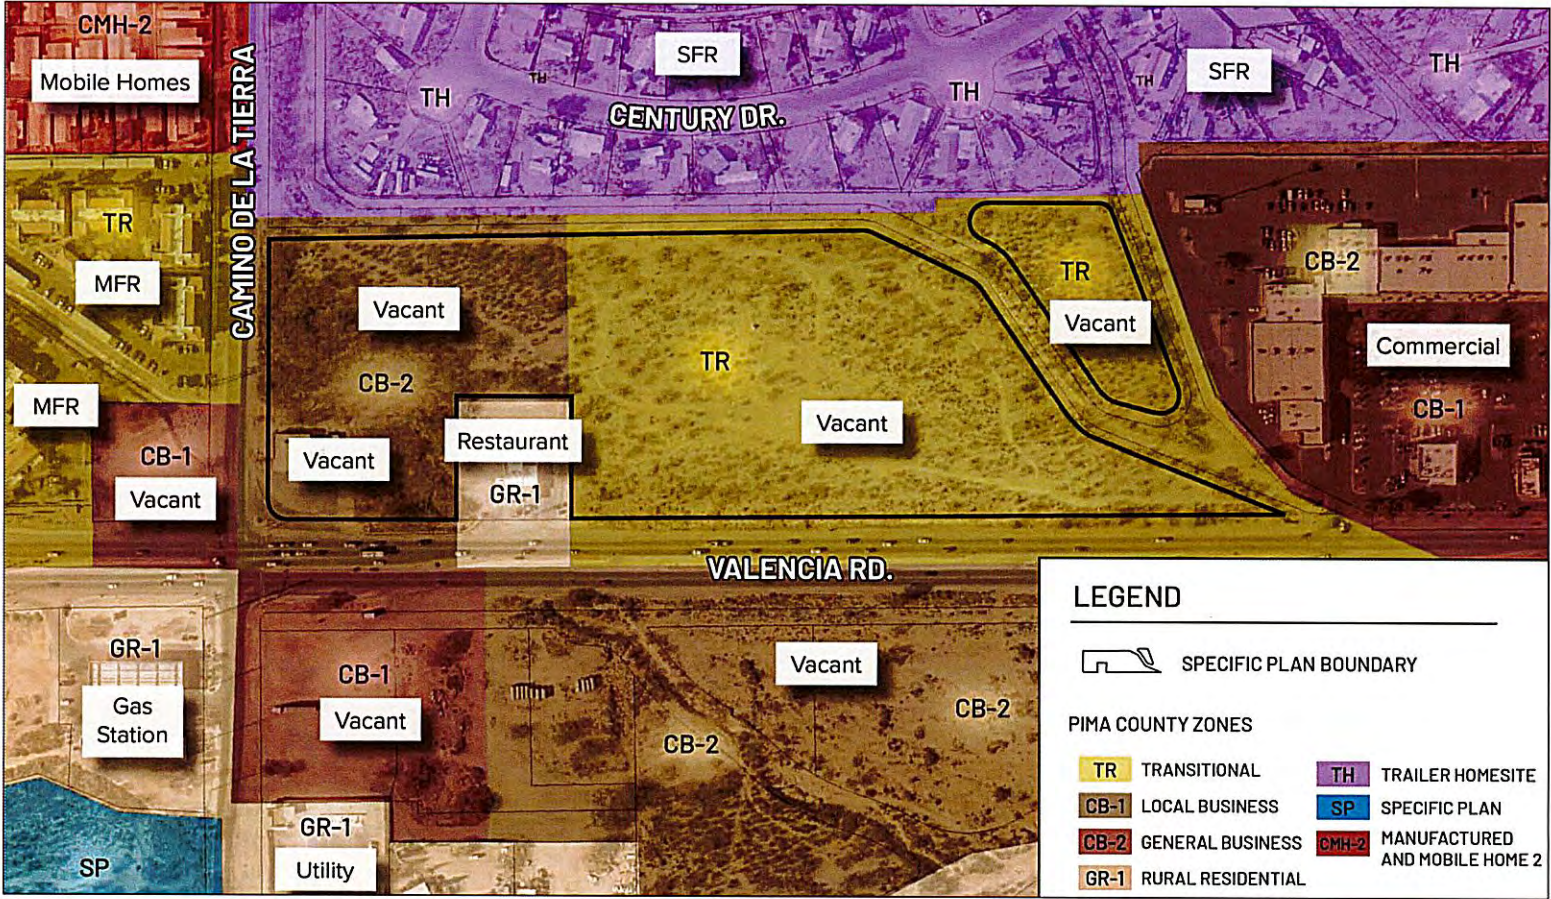 CMH-2
Mobile Homes
SFR
SFR
TH
TH
TH
TH
TH
CENTURY DR.
CAMINO DE LA TIERRA
TR
MFR
MFR
CB-1
Vacant
Vacant
CB-2
Vacant
Restaurant
GR-1
TR
Vacant
TR
Vacant
CB-2
Commercial
CB-1
VALENCIA RD.
GR-1
Gas
Station
SP
CB-1
Vacant
GR-1
Utility
CB-2
Vacant
CB-2
LEGEND
SPECIFIC PLAN BOUNDARY
PIMA COUNTY ZONES
TR TRANSITIONAL
CB-1 LOCAL BUSINESS
CB-2 GENERAL BUSINESS
GR-1 RURAL RESIDENTIAL
TH TRAILER HOMESITE
SP SPECIFIC PLAN
CMH-2 MANUFACTURED
AND MOBILE HOME 2